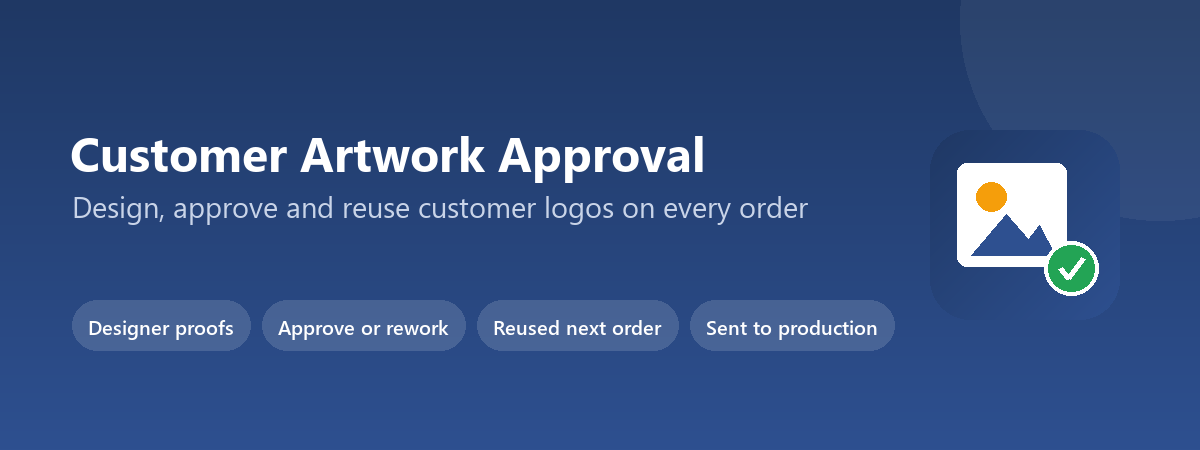 Customer Artwork Approval
Design, approve and reuse customer logos on every order
Designer proofs
Approve or rework
Reused next order
Sent to production